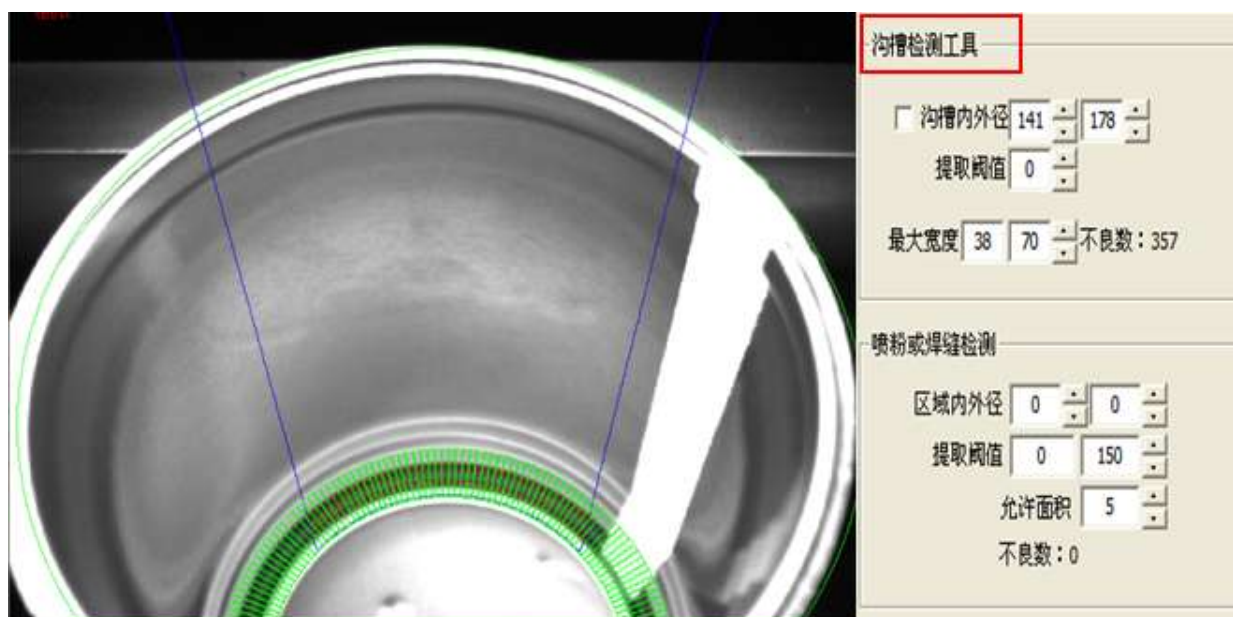 沟槽检测工具
沟槽内外径 141 178
提取阈值 0
最大宽度 38 70 不良数：357
喷粉或焊缝检测
区域内外径 0 0
提取阈值 0 150
允许面积 5
不良数：0